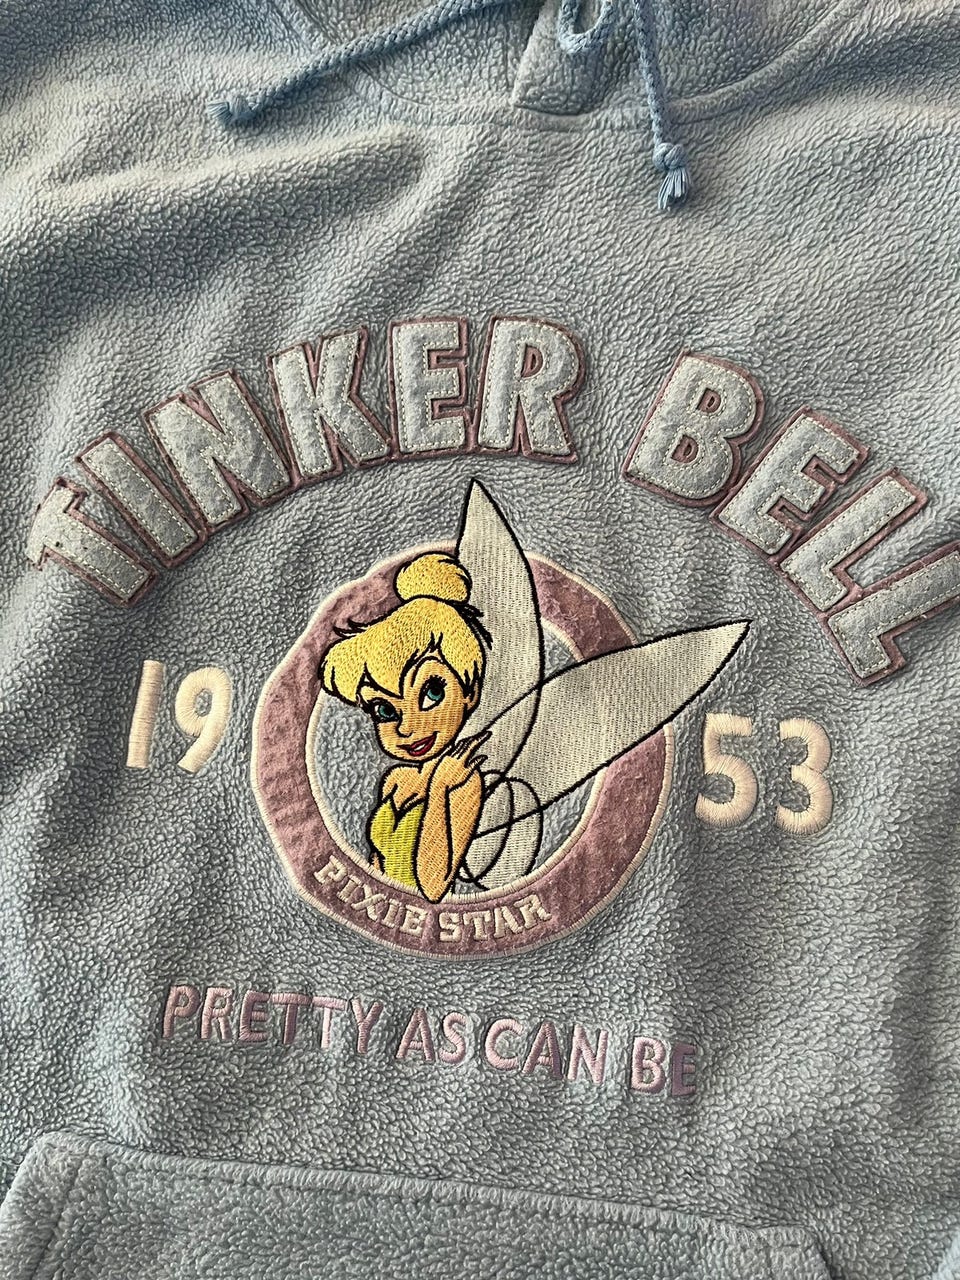 TINKER BELL
19 53
PIXIE STAR
PRETTY AS CAN BE